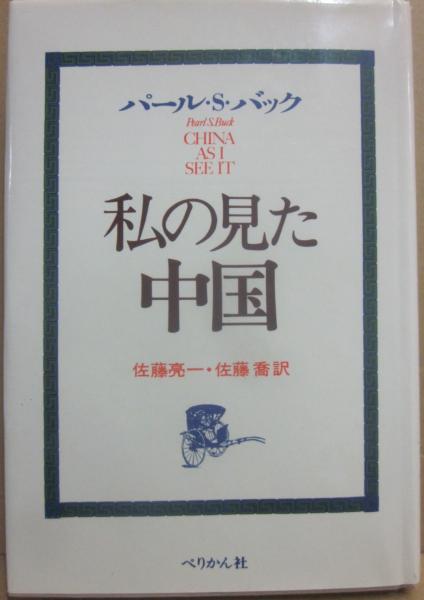 パール・S・バック
Pearl S. Buck
CHINA
AS I
SEE IT
私の見た
中国
佐藤亮一・佐藤喬訳
ぺりかん社